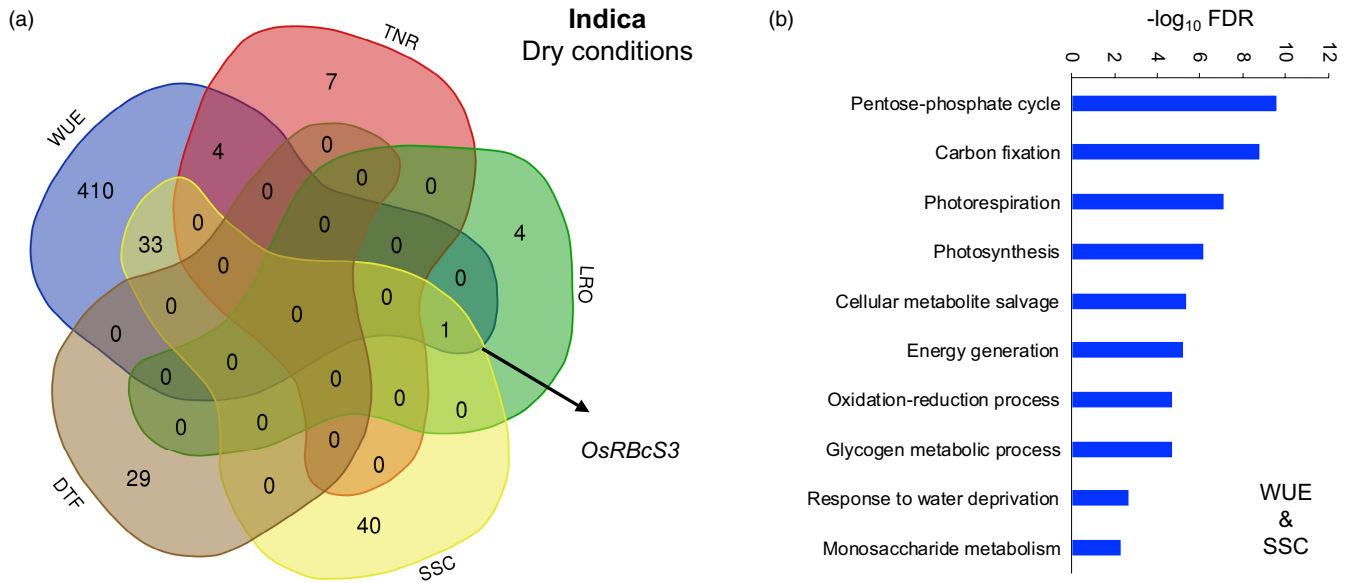 (a)
Indica
Dry conditions
TNR
WUE
LRO
DTF
SSC
7
4
0
0
0
410
0
0
0
4
33
0
0
0
0
0
0
0
1
0
0
0
0
0
0
0
0
0
0
0
29
0
40
OsRBcS3
(b)
-log10 FDR
0 2 4 6 8 10 12
Pentose-phosphate cycle
Carbon fixation
Photorespiration
Photosynthesis
Cellular metabolite salvage
Energy generation
Oxidation-reduction process
Glycogen metabolic process
Response to water deprivation
Monosaccharide metabolism
WUE
&
SSC